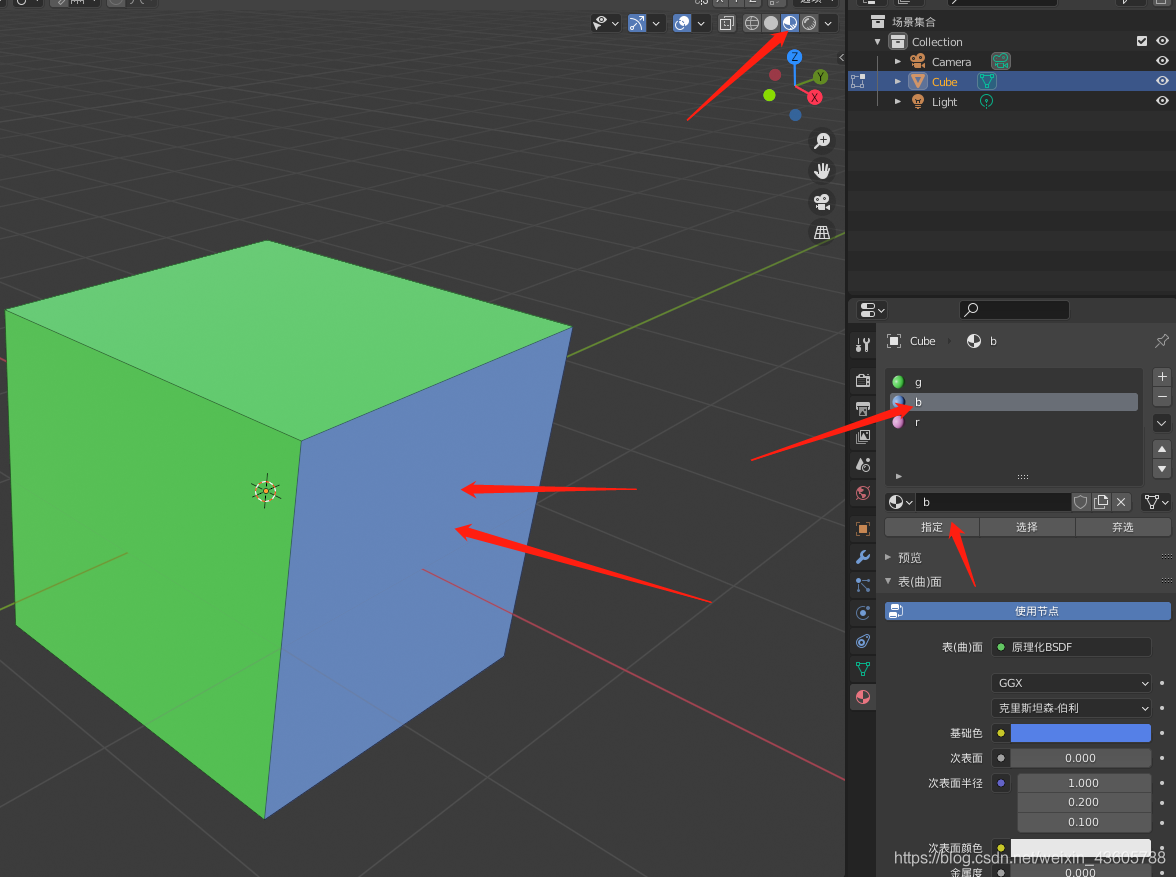 选项
场景集合
Collection
Camera
Cube
Light
Z
Y
X
Cube
b
g
b
r
b
指定 选择 弃选
预览
表(曲)面
使用节点
表(曲)面 原理化BSDF
GGX
克里斯坦森-伯利
基础色
次表面 0.000
次表面半径 1.000
0.200
0.100
次表面颜色
https://blog.csdn.net/weixin_43605788
金属度 0.000